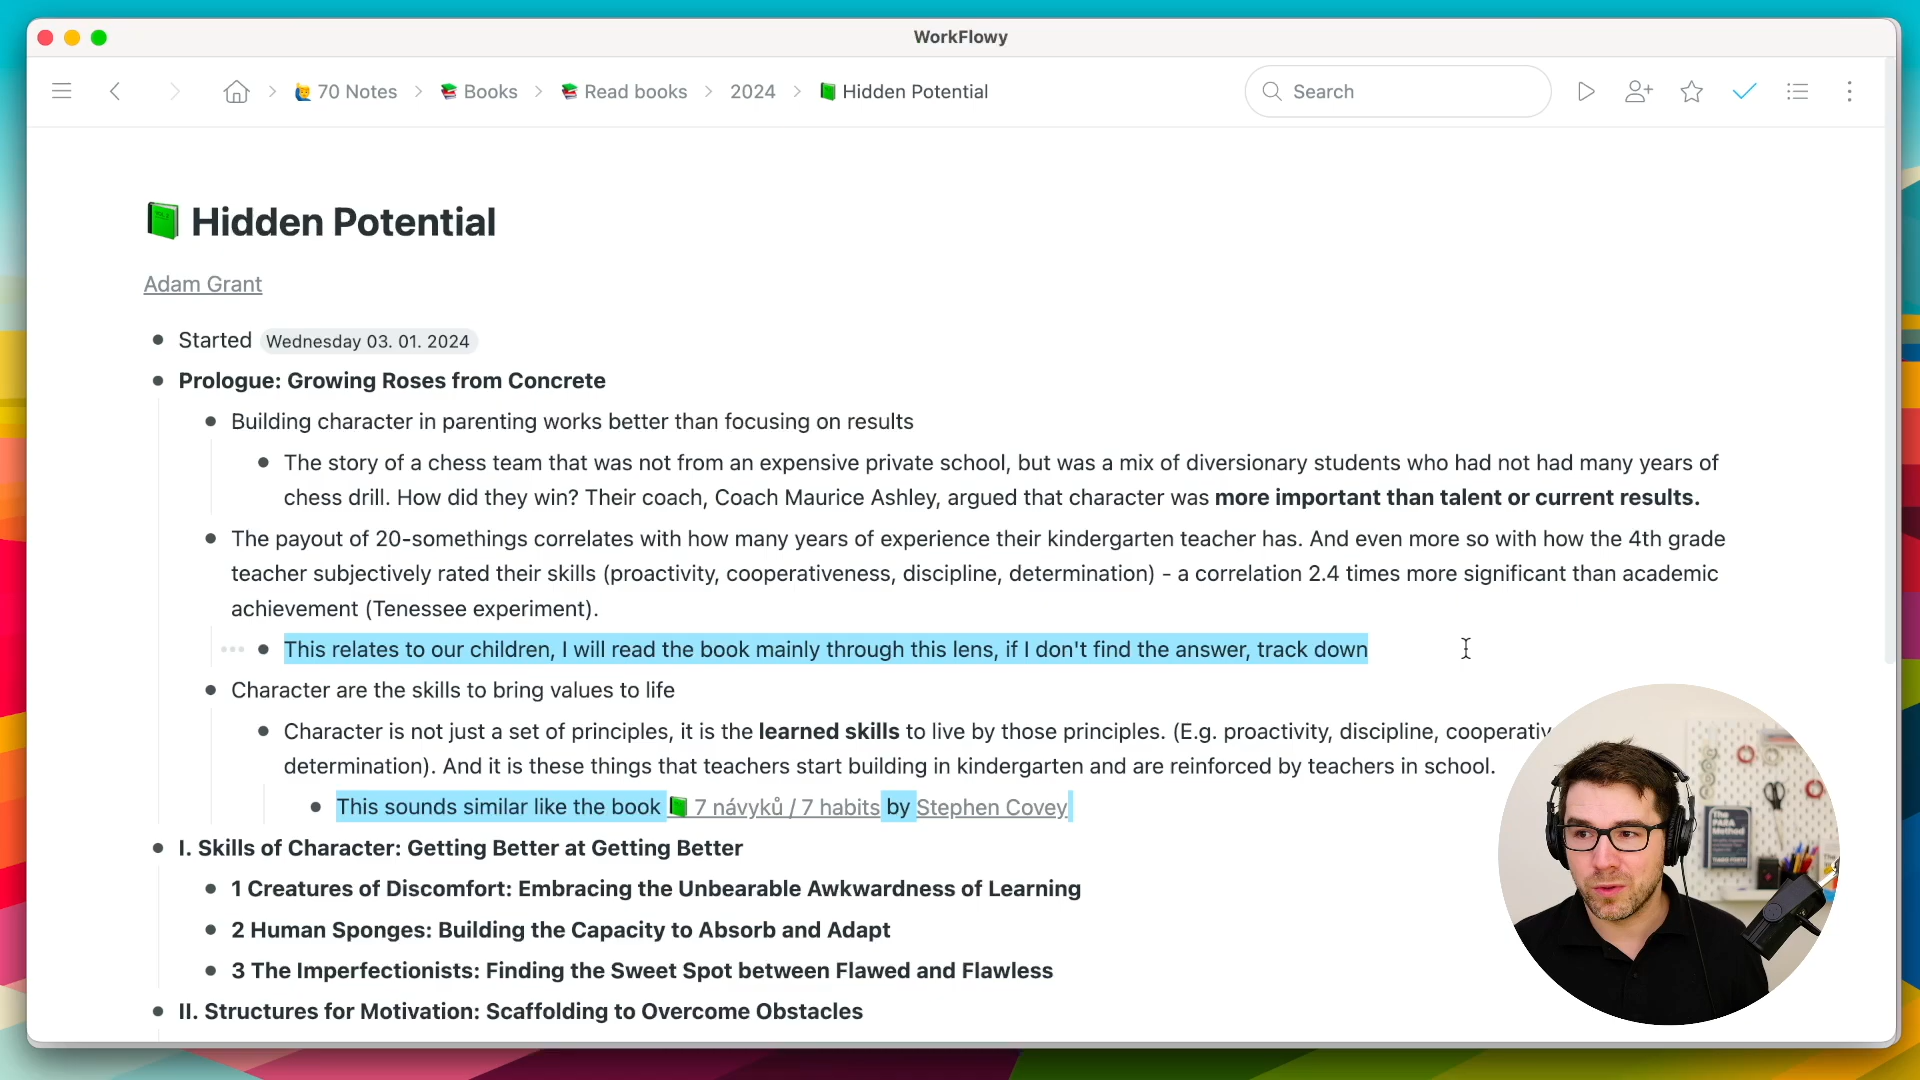 WorkFlowy
70 Notes > Books > Read books > 2024 > Hidden Potential
Search
Hidden Potential
Adam Grant
Started Wednesday 03. 01. 2024
Prologue: Growing Roses from Concrete
Building character in parenting works better than focusing on results
The story of a chess team that was not from an expensive private school, but was a mix of diversionary students who had not had many years of
chess drill. How did they win? Their coach, Coach Maurice Ashley, argued that character was more important than talent or current results.
The payout of 20-somethings correlates with how many years of experience their kindergarten teacher has. And even more so with how the 4th grade
teacher subjectively rated their skills (proactivity, cooperativeness, discipline, determination) - a correlation 2.4 times more significant than academic
achievement (Tenessee experiment).
This relates to our children, I will read the book mainly through this lens, if I don't find the answer, track down
Character are the skills to bring values to life
Character is not just a set of principles, it is the learned skills to live by those principles. (E.g. proactivity, discipline, cooperativ
determination). And it is these things that teachers start building in kindergarten and are reinforced by teachers in school.
This sounds similar like the book 7 návyků / 7 habits by Stephen Covey
I. Skills of Character: Getting Better at Getting Better
1 Creatures of Discomfort: Embracing the Unbearable Awkwardness of Learning
2 Human Sponges: Building the Capacity to Absorb and Adapt
3 The Imperfectionists: Finding the Sweet Spot between Flawed and Flawless
II. Structures for Motivation: Scaffolding to Overcome Obstacles
The PARA
Method